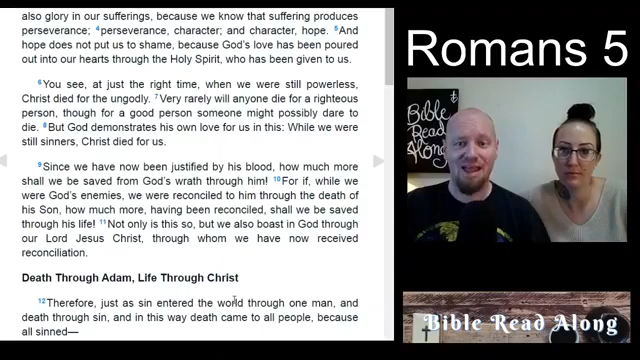 also glory in our sufferings, because we know that suffering produces
perseverance; 4perseverance, character; and character, hope. 5And
hope does not put us to shame, because God's love has been poured
out into our hearts through the Holy Spirit, who has been given to us.
6You see, at just the right time, when we were still powerless,
Christ died for the ungodly. 7Very rarely will anyone die for a righteous
person, though for a good person someone might possibly dare to
die. 8But God demonstrates his own love for us in this: While we were
still sinners, Christ died for us.
9Since we have now been justified by his blood, how much more
shall we be saved from God's wrath through him! 10For if, while we
were God's enemies, we were reconciled to him through the death of
his Son, how much more, having been reconciled, shall we be saved
through his life! 11Not only is this so, but we also boast in God through
our Lord Jesus Christ, through whom we have now received
reconciliation.
Death Through Adam, Life Through Christ
12Therefore, just as sin entered the world through one man, and
death through sin, and in this way death came to all people, because
all sinned—
Romans 5
Bible
Read
Along
Bible Read Along